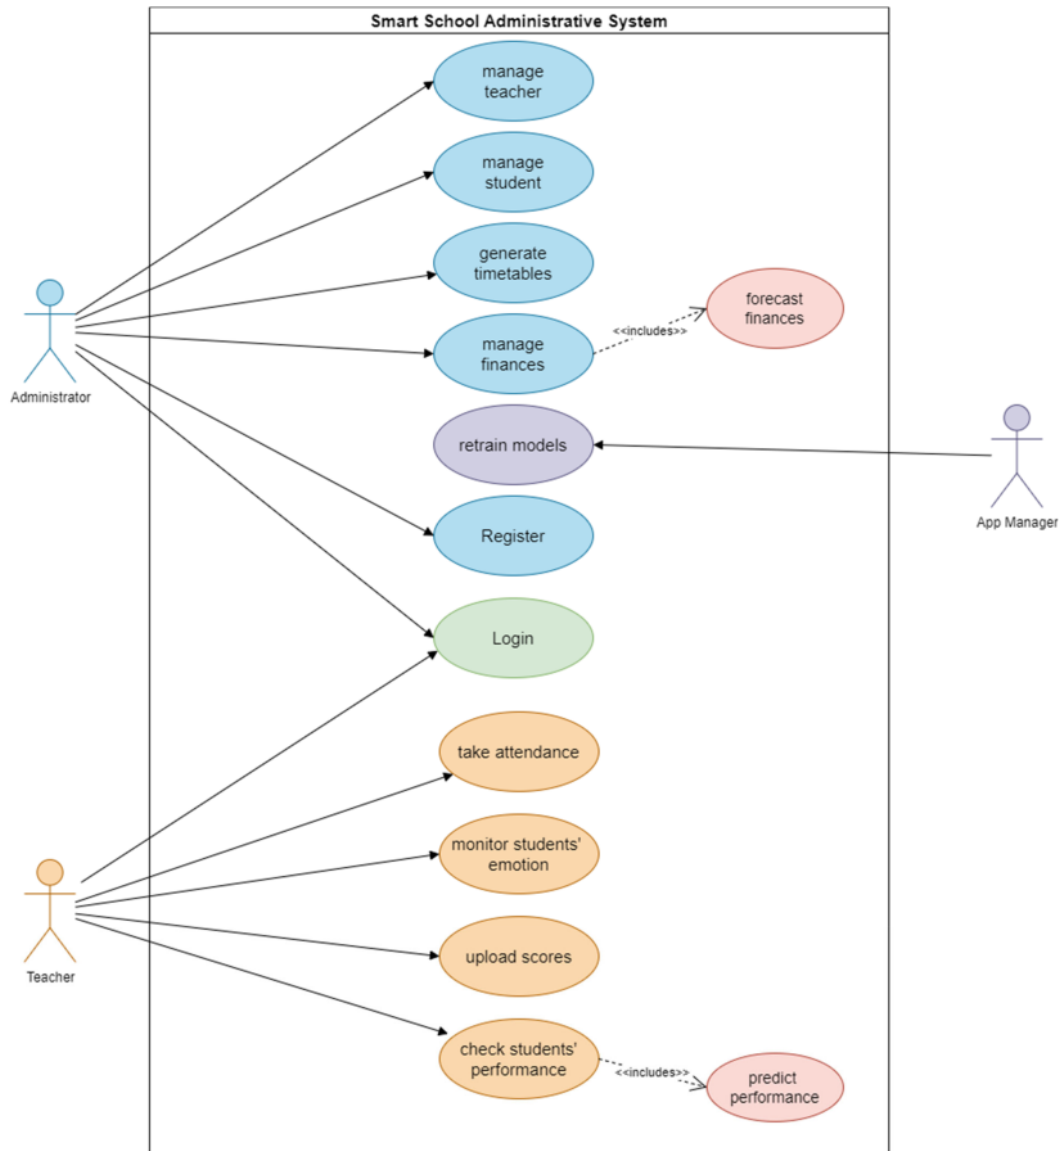 Smart School Administrative System
manage
teacher
manage
student
generate
timetables
forecast
finances
<<includes>>
manage
finances
Administrator
retrain models
App Manager
Register
Login
take attendance
monitor students'
emotion
upload scores
Teacher
check students'
performance
<<includes>>
predict
performance